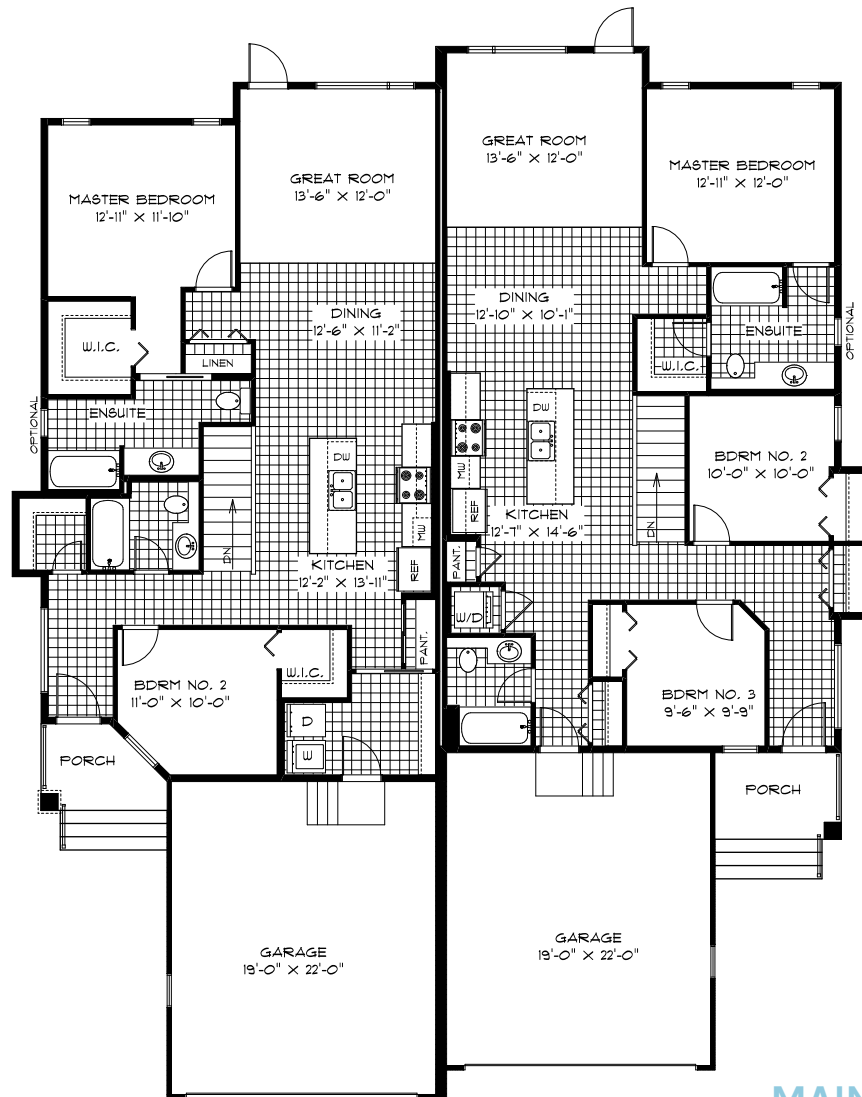 GREAT ROOM
13'-6" X 12'-0"
MASTER BEDROOM
12'-11" X 11'-10"
DINING
12'-6" X 11'-2"
W.I.C.
LINEN
OPTIONAL
ENSUITE
DW
MW
REF
DN
KITCHEN
12'-2" X 13'-11"
PANT.
BDRM NO. 2
11'-0" X 10'-0"
W.I.C.
D
W
PORCH
GARAGE
19'-0" X 22'-0"
GREAT ROOM
13'-6" X 12'-0"
MASTER BEDROOM
12'-11" X 12'-0"
DINING
12'-10" X 10'-1"
ENSUITE
OPTIONAL
W.I.C.
DW
MW
REF
BDRM NO. 2
10'-0" X 10'-0"
KITCHEN
12'-7" X 14'-6"
DN
PANT.
W/D
BDRM NO. 3
9'-6" X 9'-9"
PORCH
GARAGE
19'-0" X 22'-0"
MAIN